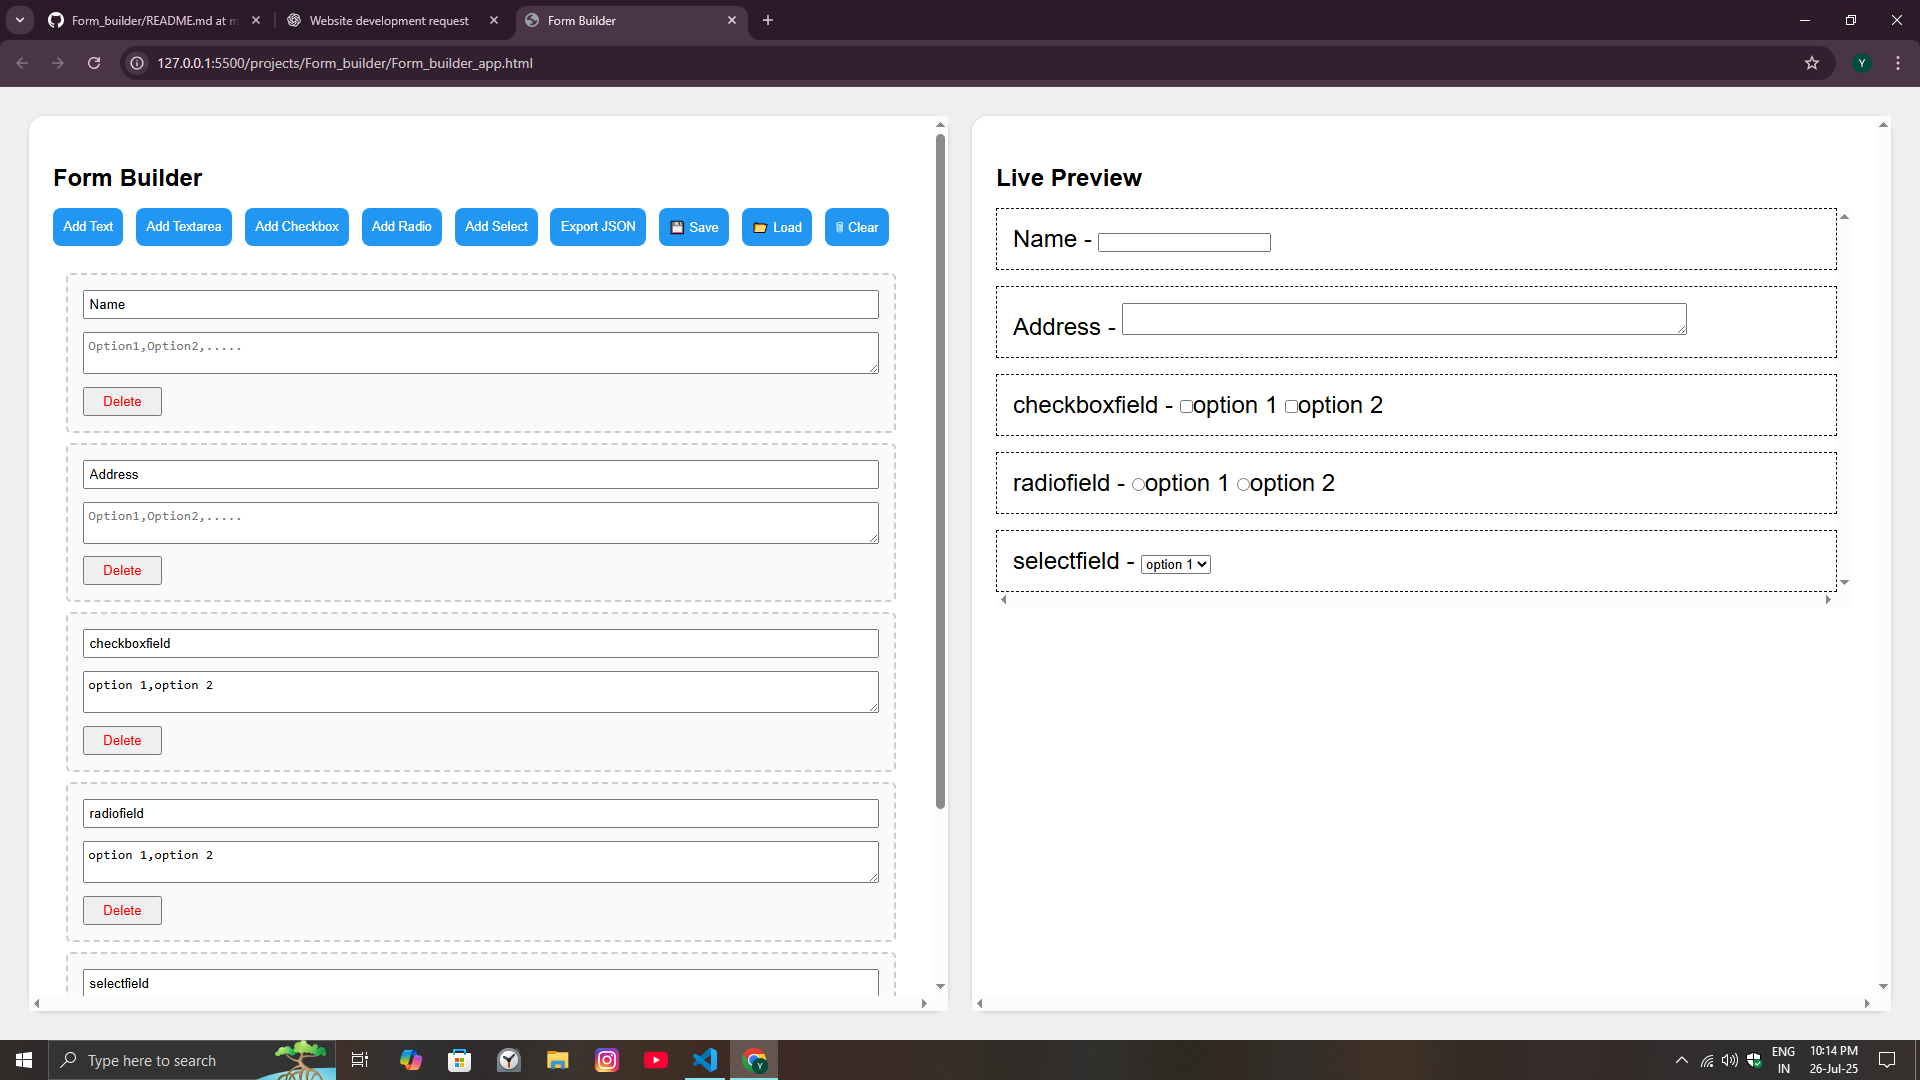 Form_builder/README.md at m
Website development request
Form Builder
127.0.0.1:5500/projects/Form_builder/Form_builder_app.html
Y
Form Builder
Add Text
Add Textarea
Add Checkbox
Add Radio
Add Select
Export JSON
Save
Load
Clear
Name
Option1,Option2,.....
Delete
Address
Option1,Option2,.....
Delete
checkboxfield
option 1,option 2
Delete
radiofield
option 1,option 2
Delete
selectfield
Live Preview
Name -
Address -
checkboxfield - option 1 option 2
radiofield - option 1 option 2
selectfield - option 1
Type here to search
Y
ENG
IN
10:14 PM
26-Jul-25